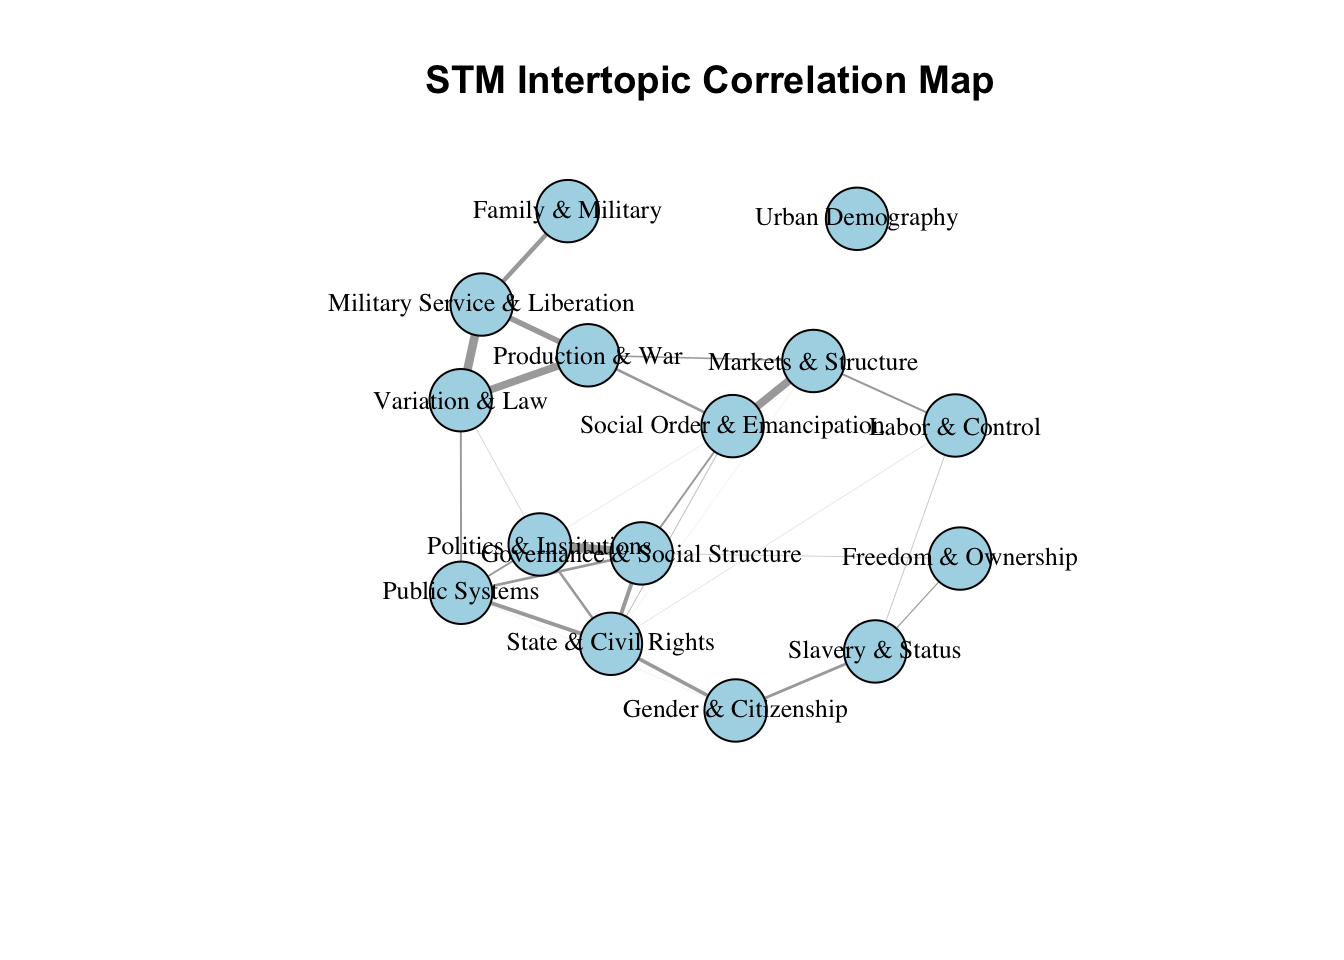 STM Intertopic Correlation Map
Family & Military
Urban Demography
Military Service & Liberation
Production & War
Markets & Structure
Variation & Law
Social Order & Emancipation
Labor & Control
Politics & Institutions
Governance & Social Structure
Freedom & Ownership
Public Systems
State & Civil Rights
Slavery & Status
Gender & Citizenship